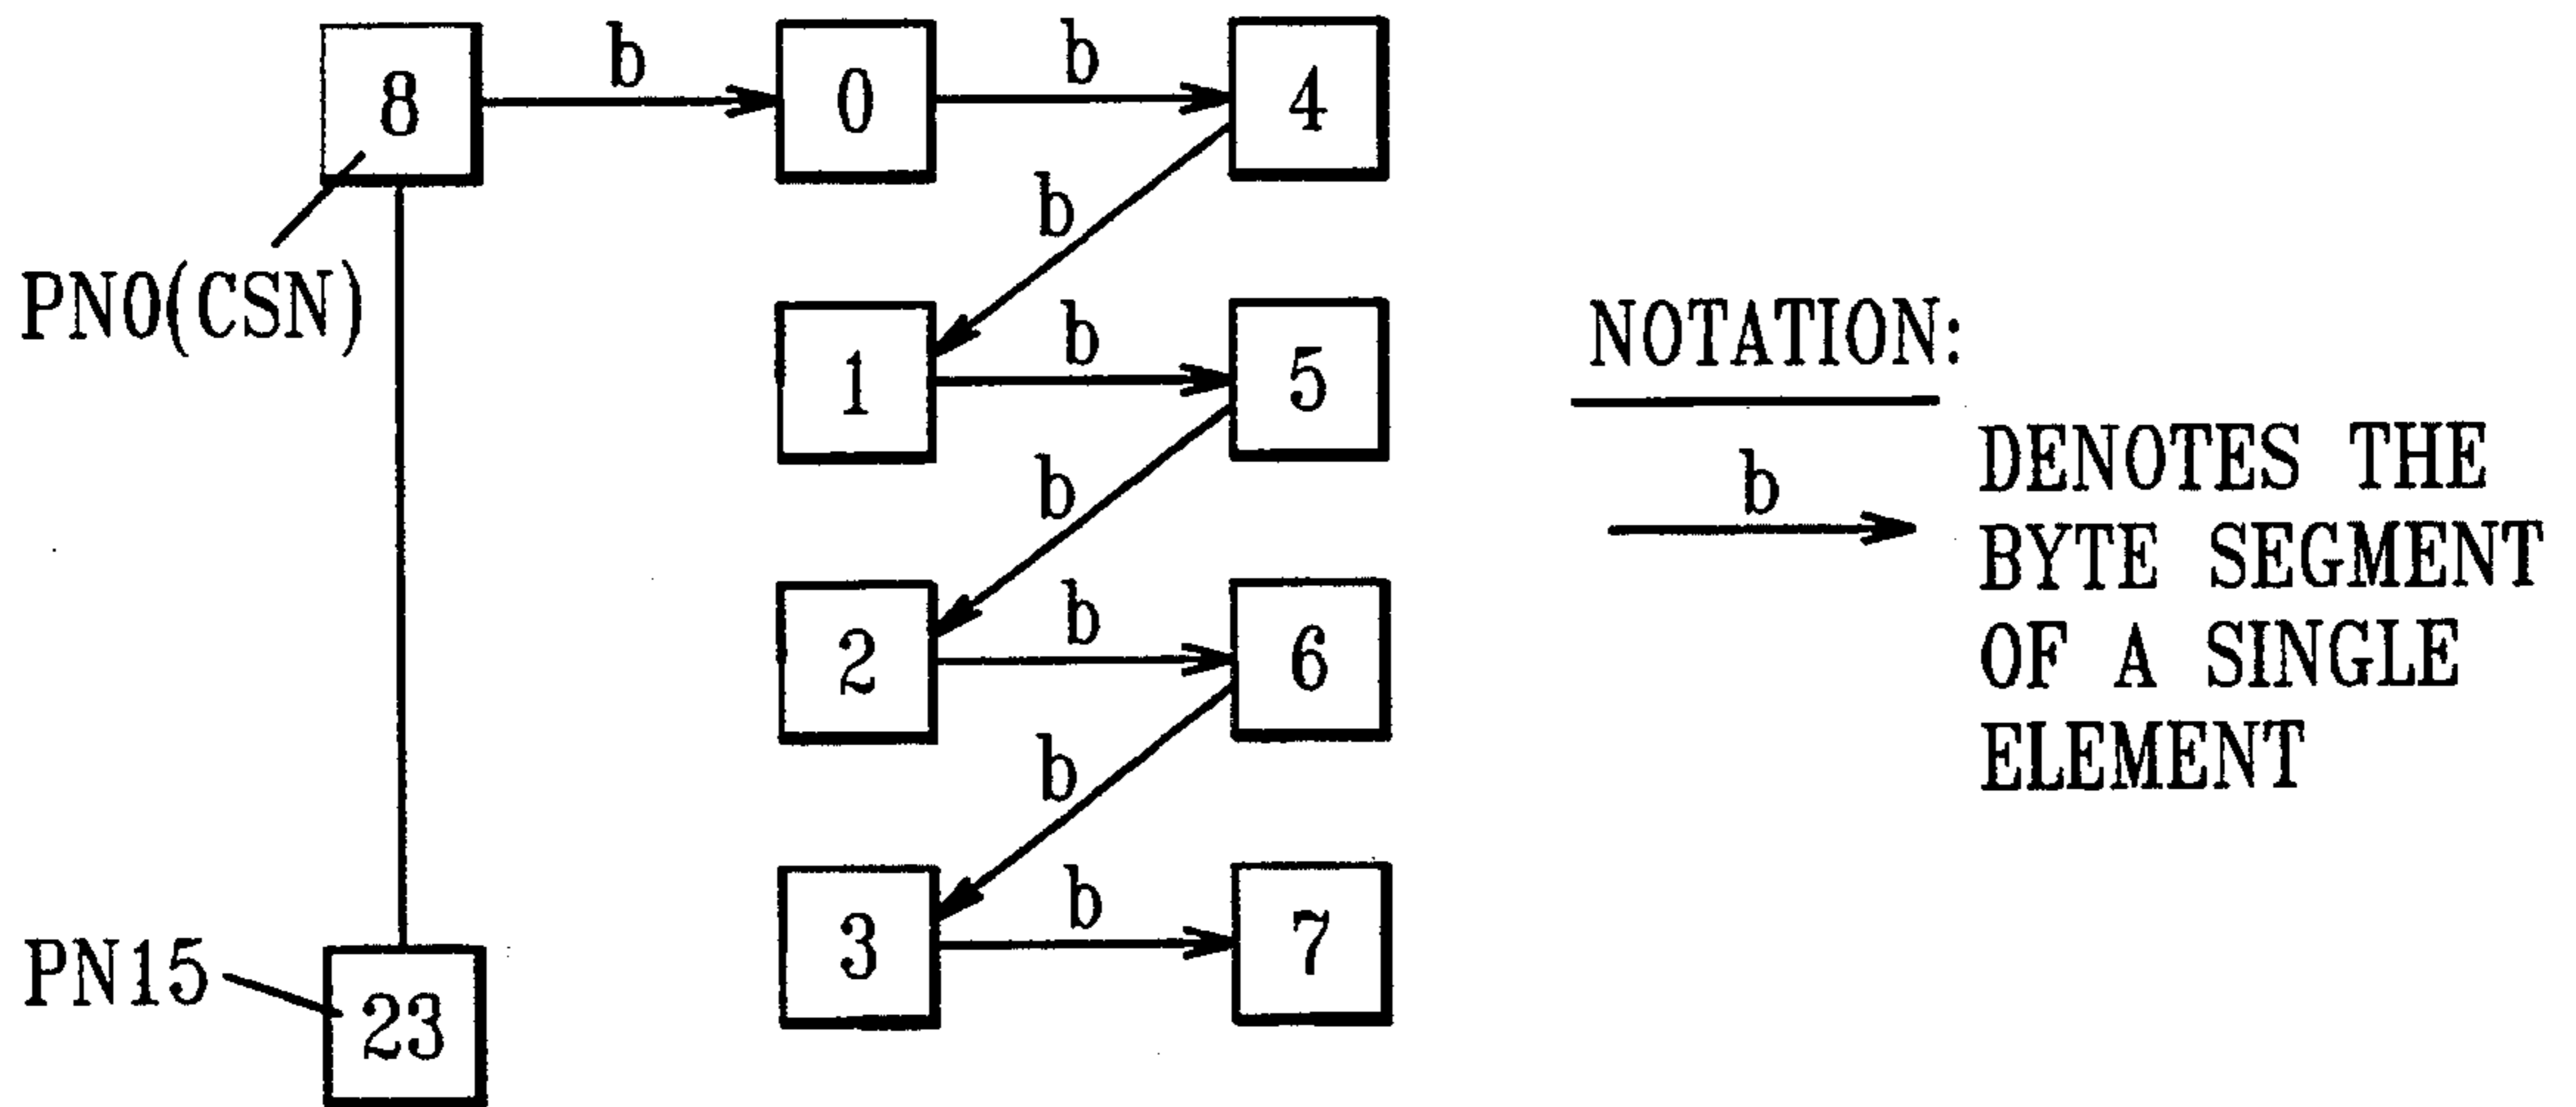 8 b 0 b 4
b
PN0(CSN)
1 b 5
b
2 b 6
b
3 b 7
PN15
23
NOTATION:
b
DENOTES THE
BYTE SEGMENT
OF A SINGLE
ELEMENT